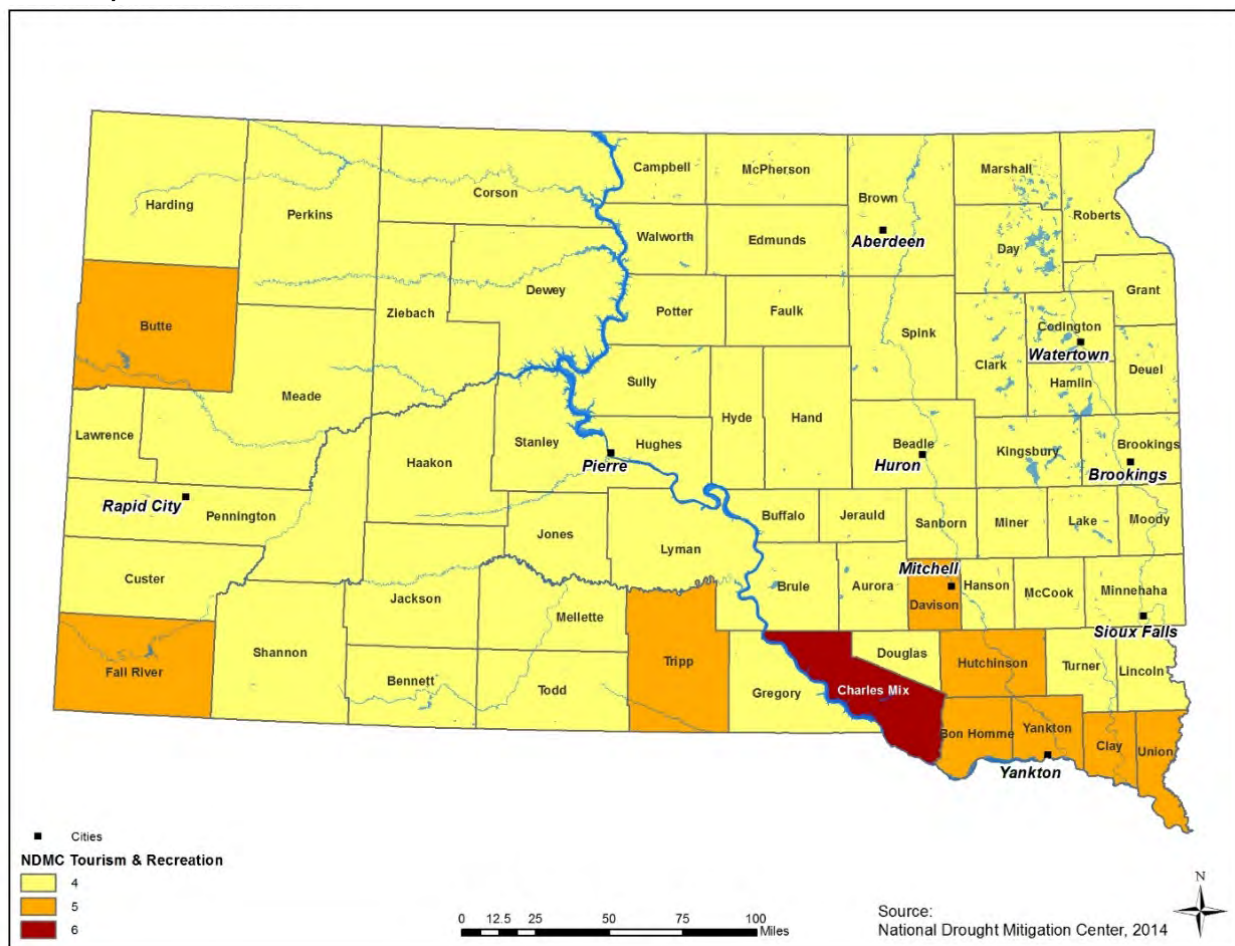 Campbell
McPherson
Brown
Marshall
Roberts
Harding
Perkins
Corson
Walworth
Edmunds
Aberdeen
Day
Dewey
Grant
Butte
Ziebach
Potter
Faulk
Spink
Codington
Watertown
Clark
Hamlin
Deuel
Meade
Sully
Hyde
Hand
Lawrence
Haakon
Stanley
Hughes
Pierre
Beadle
Huron
Kingsbury
Brookings
Brookings
Rapid City
Pennington
Jones
Lyman
Buffalo
Jerauld
Sanborn
Miner
Lake
Moody
Custer
Jackson
Mellette
Brule
Aurora
Mitchell
Davison
Hanson
McCook
Minnehaha
Sioux Falls
Fall River
Shannon
Bennett
Todd
Tripp
Gregory
Charles Mix
Douglas
Hutchinson
Turner
Lincoln
Bon Homme
Yankton
Clay
Union
Yankton
Cities
NDMC Tourism & Recreation
4
5
6
0 12.5 25 50 75 100
Miles
Source:
National Drought Mitigation Center, 2014
N